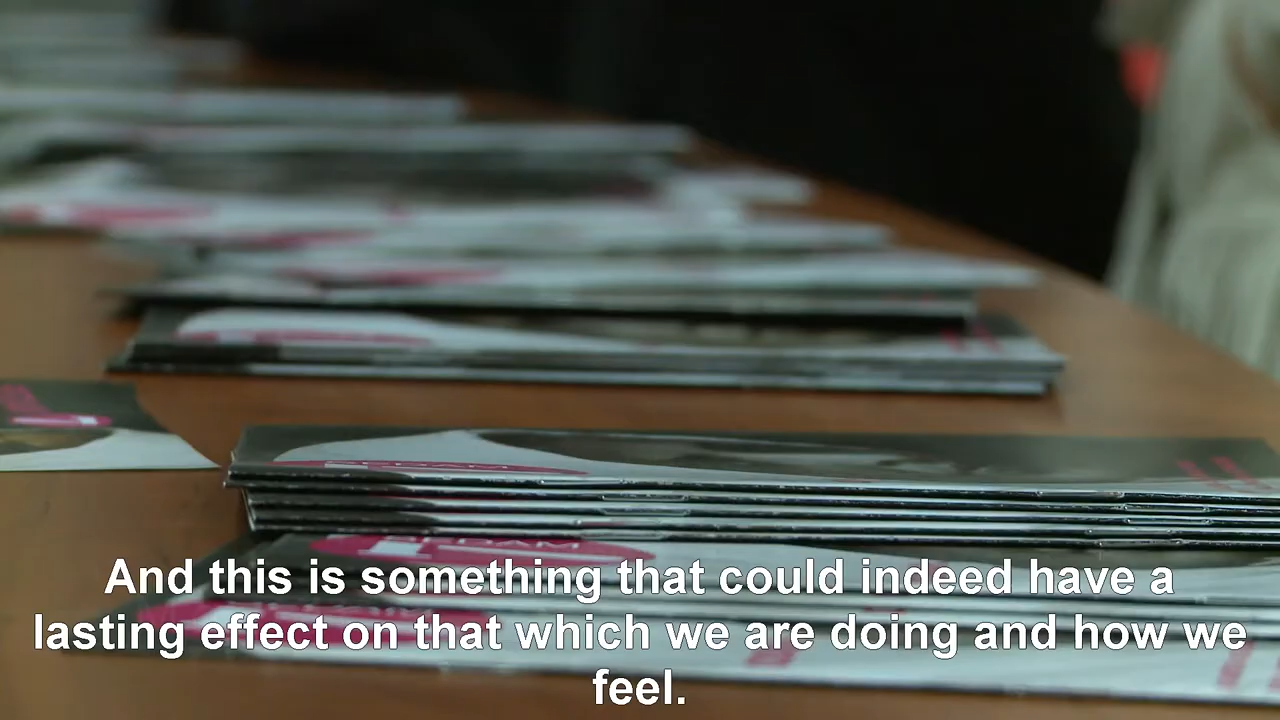 And this is something that could indeed have a
lasting effect on that which we are doing and how we
feel.